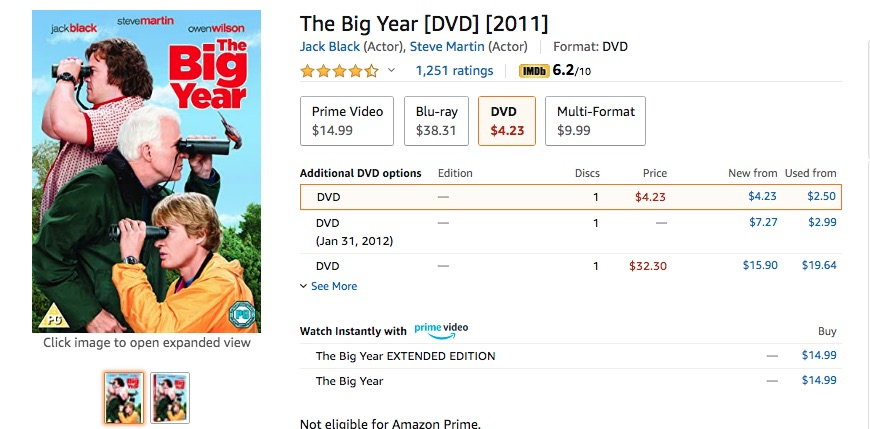 jackblack stevemartin owenwilson
The
Big
Year
PG
PG
Click image to open expanded view
The Big Year [DVD] [2011]
Jack Black (Actor), Steve Martin (Actor) Format: DVD
1,251 ratings IMDb 6.2/10
Prime Video Blu-ray DVD Multi-Format
$14.99 $38.31 $4.23 $9.99
Additional DVD options Edition Discs Price New from Used from
DVD — 1 $4.23 $4.23 $2.50
DVD — 1 — $7.27 $2.99
(Jan 31, 2012)
DVD — 1 $32.30 $15.90 $19.64
See More
Watch Instantly with prime video Buy
The Big Year EXTENDED EDITION — $14.99
The Big Year — $14.99
Not eligible for Amazon Prime.